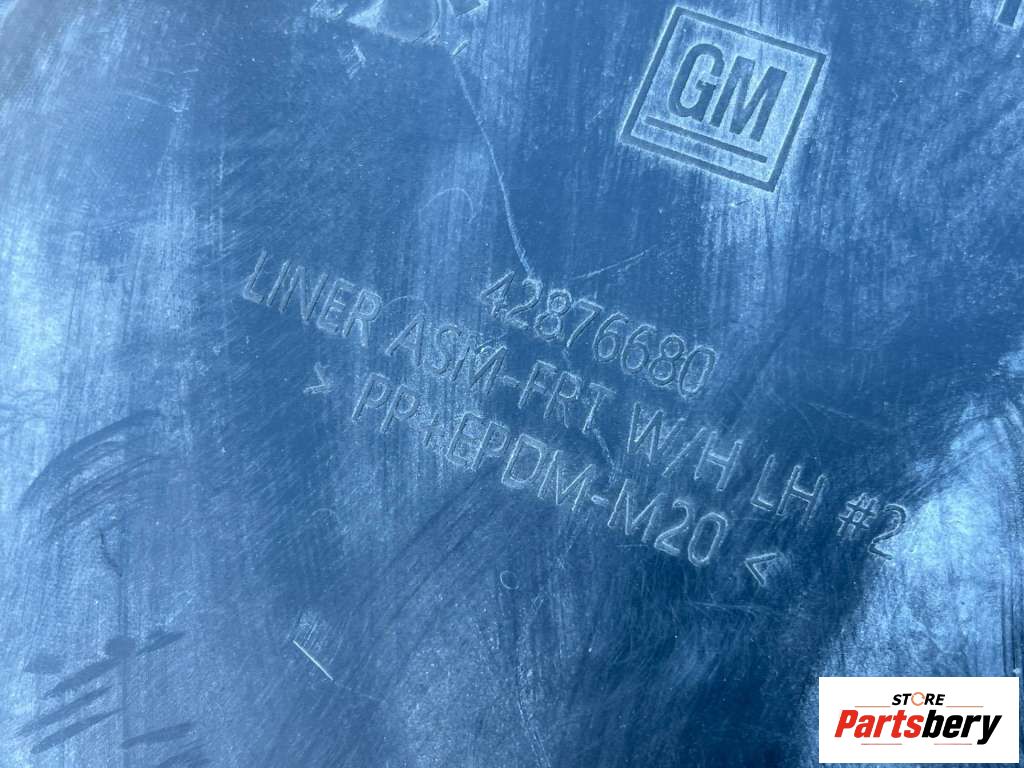 GM
42876680
LINER ASM-FRT W/H LH #2
> PP+EPDM-M20 <
STORE
Partsbery